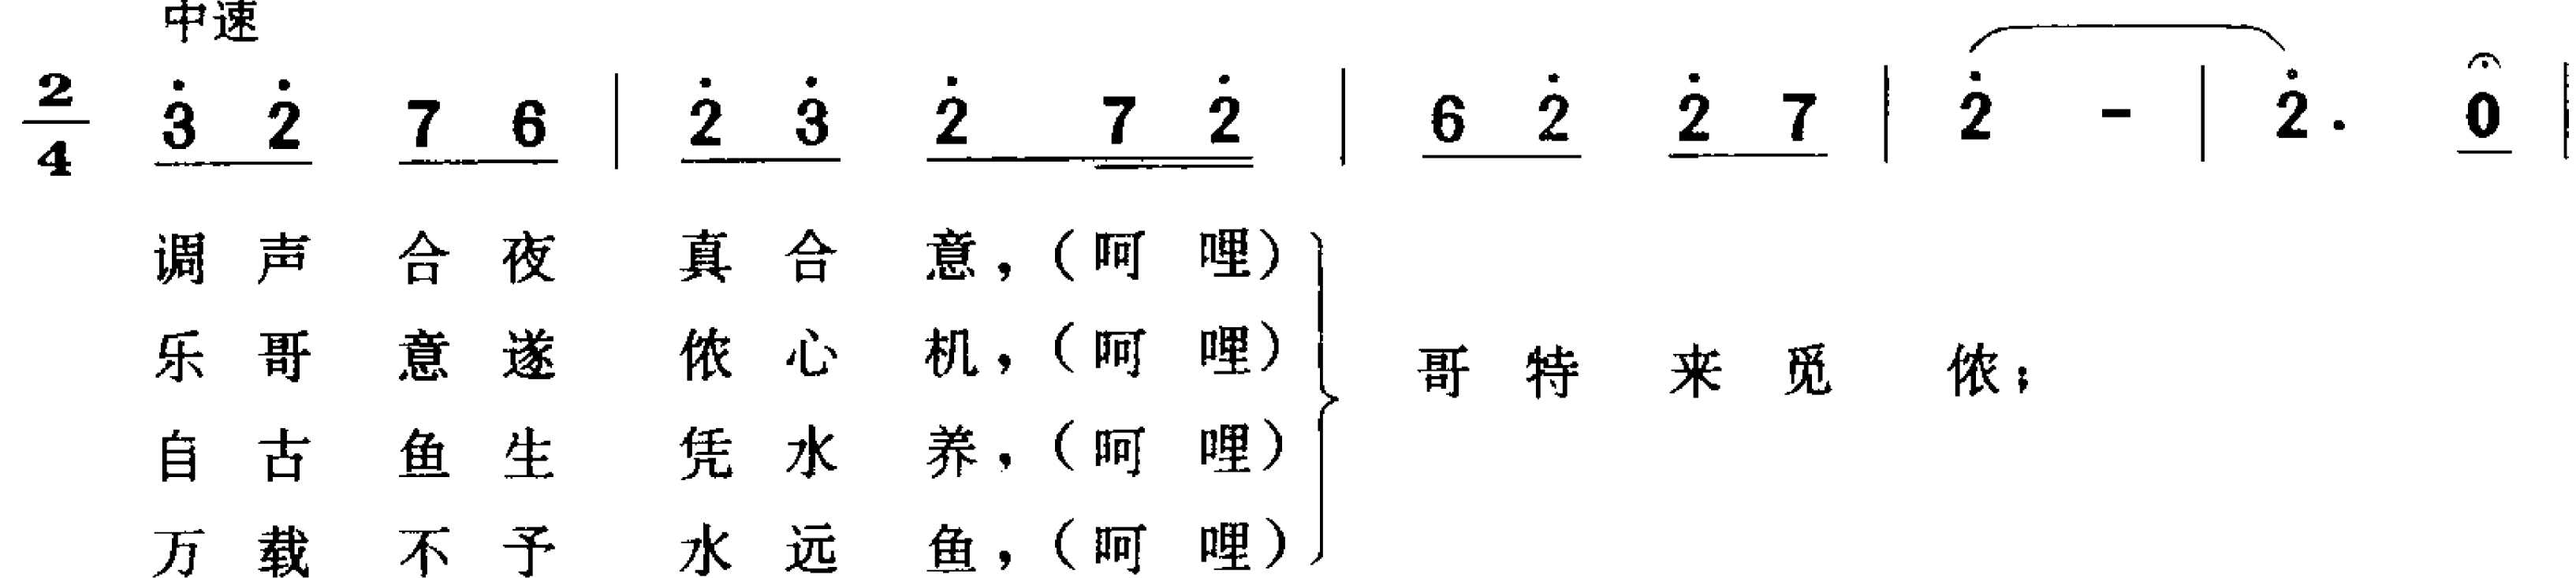 中速
2/4 3 2 7 6 | 2 3 2 7 2 | 6 2 2 7 | 2 - | 2. 0
调声合夜真合意，（呵哩）
乐哥意遂侬心机，（呵哩）
哥特来觅侬；
自古鱼生凭水养，（呵哩）
万载不予水远鱼，（呵哩）